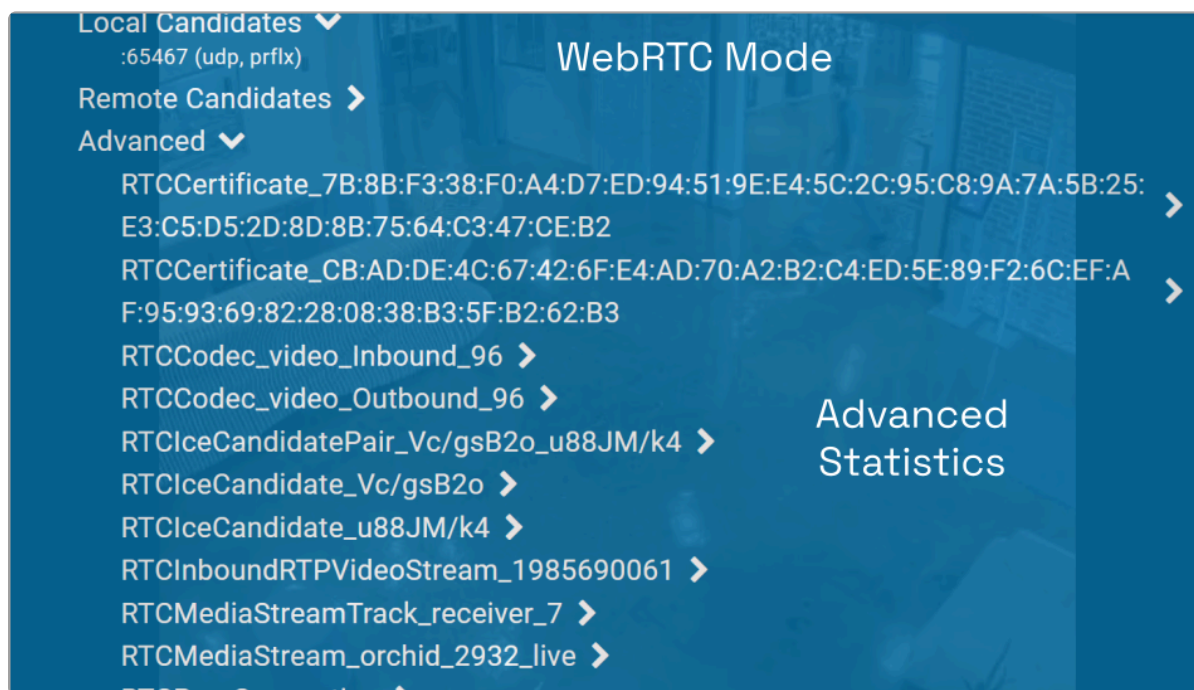 Local Candidates
:65467 (udp, prflx)
WebRTC Mode
Remote Candidates
Advanced
RTCCertificate_7B:8B:F3:38:F0:A4:D7:ED:94:51:9E:E4:5C:2C:95:C8:9A:7A:5B:25:
E3:C5:D5:2D:8D:8B:75:64:C3:47:CE:B2
RTCCertificate_CB:AD:DE:4C:67:42:6F:E4:AD:70:A2:B2:C4:ED:5E:89:F2:6C:EF:A
F:95:93:69:82:28:08:38:B3:5F:B2:62:B3
RTCCodec_video_Inbound_96
RTCCodec_video_Outbound_96
RTCIceCandidatePair_Vc/gsB2o_u88JM/k4
RTCIceCandidate_Vc/gsB2o
RTCIceCandidate_u88JM/k4
RTCInboundRTPVideoStream_1985690061
RTCMediaStreamTrack_receiver_7
RTCMediaStream_orchid_2932_live
Advanced
Statistics